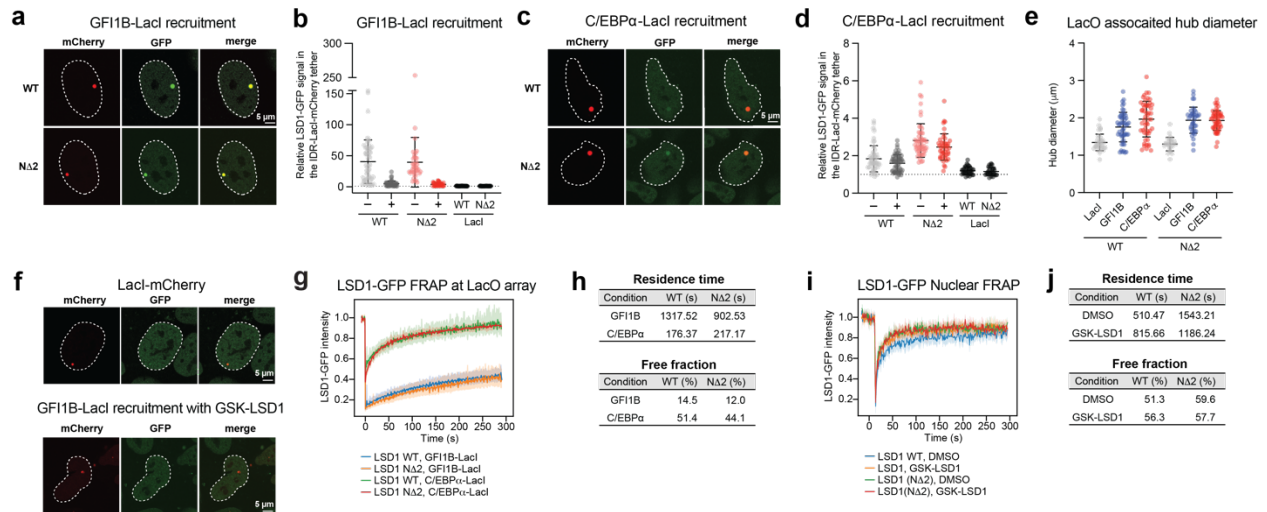 a
GFI1B-LacI recruitment
mCherry GFP merge
WT
5 µm
NΔ2
5 µm
b
GFI1B-LacI recruitment
Relative LSD1-GFP signal in
the IDR-LacI-mCherry tether
300
250
200
150
100
50
0
− + − + WT NΔ2
WT NΔ2 LacI
c
C/EBPα-LacI recruitment
mCherry GFP merge
WT
5 µm
NΔ2
5 µm
d
C/EBPα-LacI recruitment
Relative LSD1-GFP signal in
the IDR-LacI-mCherry tether
8
6
4
2
0
− + − + WT NΔ2
WT NΔ2 LacI
e
LacO assocaited hub diameter
Hub diameter (µm)
4
3
2
1
0
LacI GFI1B C/EBPα LacI GFI1B C/EBPα
WT NΔ2
f
LacI-mCherry
mCherry GFP merge
5 µm
GFI1B-LacI recruitment with GSK-LSD1
mCherry GFP merge
5 µm
g
LSD1-GFP FRAP at LacO array
LSD1-GFP intensity
1.0
0.8
0.6
0.4
0.2
0 50 100 150 200 250 300
Time (s)
LSD1 WT, GFI1B-LacI
LSD1 NΔ2, GFI1B-LacI
LSD1 WT, C/EBPα-LacI
LSD1 NΔ2, C/EBPα-LacI
h
Residence time
Condition WT (s) NΔ2 (s)
GFI1B 1317.52 902.53
C/EBPα 176.37 217.17
Free fraction
Condition WT (%) NΔ2 (%)
GFI1B 14.5 12.0
C/EBPα 51.4 44.1
i
LSD1-GFP Nuclear FRAP
LSD1-GFP intensity
1.0
0.8
0.6
0.4
0.2
0 50 100 150 200 250 300
Time (s)
LSD1 WT, DMSO
LSD1, GSK-LSD1
LSD1 (NΔ2), DMSO
LSD1(NΔ2), GSK-LSD1
j
Residence time
Condition WT (s) NΔ2 (s)
DMSO 510.47 1543.21
GSK-LSD1 815.66 1186.24
Free fraction
Condition WT (%) NΔ2 (%)
DMSO 51.3 59.6
GSK-LSD1 56.3 57.7